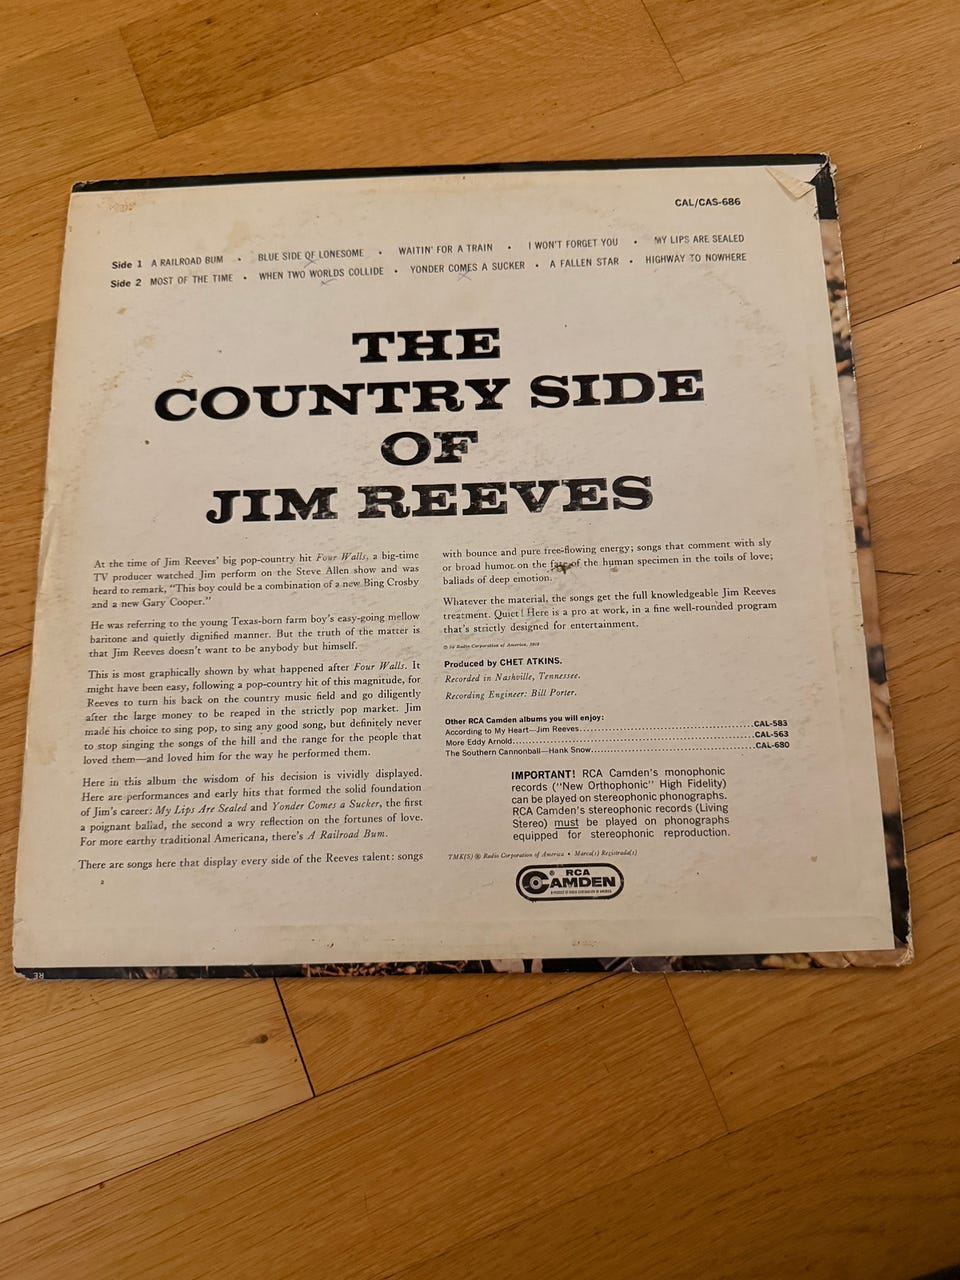 CAL/CAS-686
Side 1 A RAILROAD BUM • BLUE SIDE OF LONESOME • WAITIN' FOR A TRAIN • I WON'T FORGET YOU • MY LIPS ARE SEALED
Side 2 MOST OF THE TIME • WHEN TWO WORLDS COLLIDE • YONDER COMES A SUCKER • A FALLEN STAR • HIGHWAY TO NOWHERE
THE
COUNTRY SIDE
OF
JIM REEVES
At the time of Jim Reeves' big pop-country hit Four Walls, a big-time
TV producer watched Jim perform on the Steve Allen show and was
heard to remark, "This boy could be a combination of a new Bing Crosby
and a new Gary Cooper."
He was referring to the young Texas-born farm boy's easy-going mellow
baritone and quietly dignified manner. But the truth of the matter is
that Jim Reeves doesn't want to be anybody but himself.
This is most graphically shown by what happened after Four Walls. It
might have been easy, following a pop-country hit of this magnitude, for
Reeves to turn his back on the country music field and go diligently
after the large money to be reaped in the strictly pop market. Jim
made his choice to sing pop, to sing any good song, but definitely never
to stop singing the songs of the hill and the range for the people that
loved them—and loved him for the way he performed them.
Here in this album the wisdom of his decision is vividly displayed.
Here are performances and early hits that formed the solid foundation
of Jim's career: My Lips Are Sealed and Yonder Comes a Sucker, the first
a poignant ballad, the second a wry reflection on the fortunes of love.
For more earthy traditional Americana, there's A Railroad Bum.
There are songs here that display every side of the Reeves talent: songs
2
with bounce and pure free-flowing energy; songs that comment with sly
or broad humor on the fate of the human specimen in the toils of love;
ballads of deep emotion.
Whatever the material, the songs get the full knowledgeable Jim Reeves
treatment. Quiet! Here is a pro at work, in a fine well-rounded program
that's strictly designed for entertainment.
Radio Corporation of America,
Produced by CHET ATKINS.
Recorded in Nashville, Tennessee.
Recording Engineer: Bill Porter.
Other RCA Camden albums you will enjoy:
According to My Heart—Jim Reeves CAL-583
More Eddy Arnold CAL-563
The Southern Cannonball—Hank Snow CAL-680
IMPORTANT! RCA Camden's monophonic
records ("New Orthophonic" High Fidelity)
can be played on stereophonic phonographs.
RCA Camden's stereophonic records (Living
Stereo) must be played on phonographs
equipped for stereophonic reproduction.
TMK(S) ® Radio Corporation of America • Marca(s) Registrada(s)
RCA
CAMDEN
RE